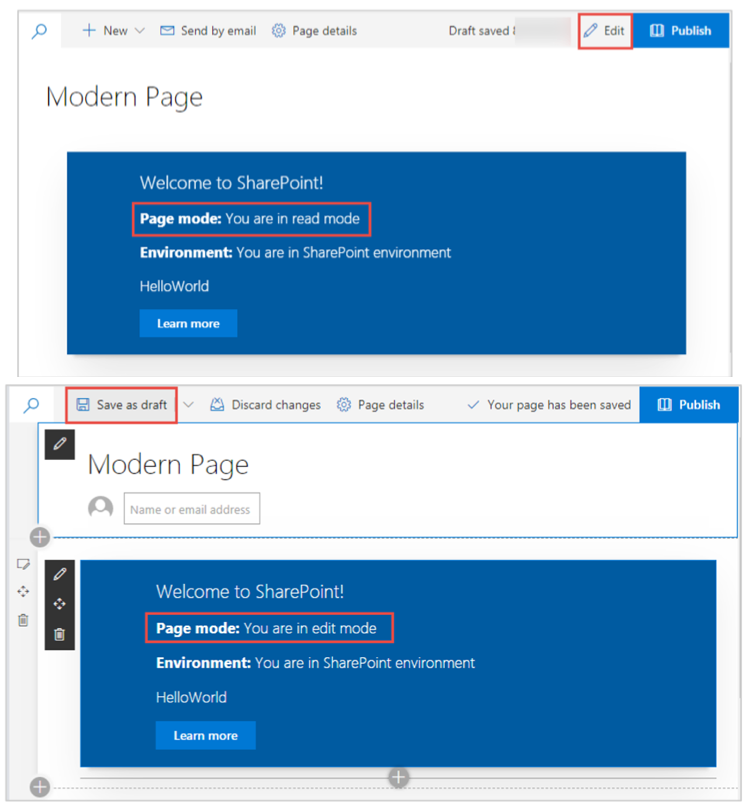 New Send by email Page details Draft saved Edit Publish
Modern Page
Welcome to SharePoint!
Page mode: You are in read mode
Environment: You are in SharePoint environment
HelloWorld
Learn more
Save as draft Discard changes Page details Your page has been saved Publish
Modern Page
Name or email address
Welcome to SharePoint!
Page mode: You are in edit mode
Environment: You are in SharePoint environment
HelloWorld
Learn more